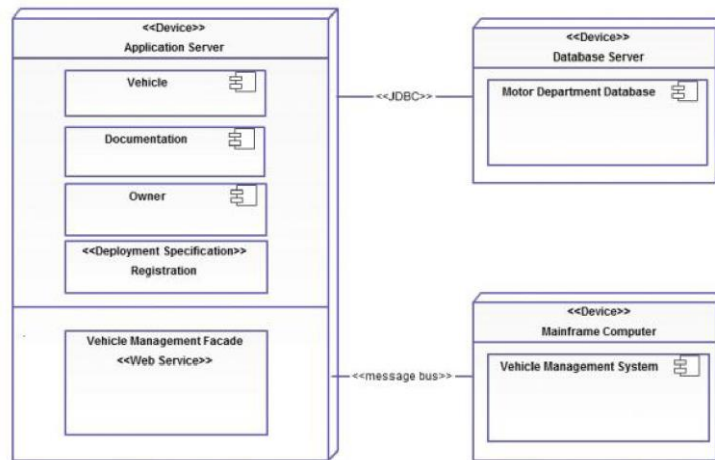 <<Device>>
Application Server
Vehicle
Documentation
Owner
<<Deployment Specification>>
Registration
Vehicle Management Facade
<<Web Service>>
<<JDBC>>
<<Device>>
Database Server
Motor Department Database
<<message bus>>
<<Device>>
Mainframe Computer
Vehicle Management System